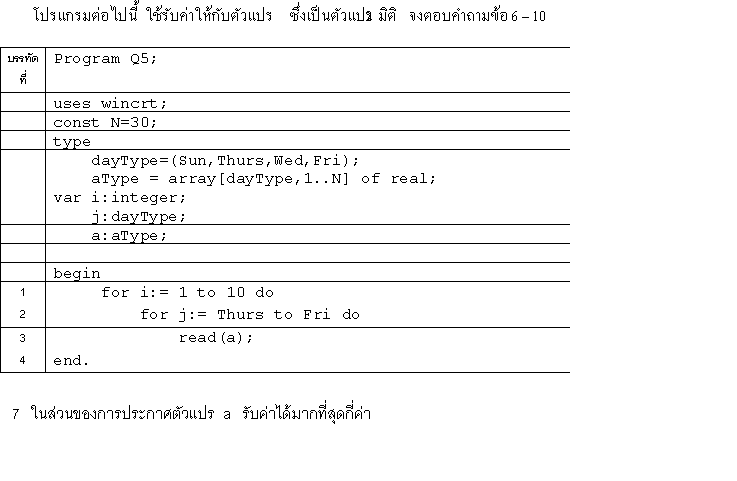 โปรแกรมต่อไปนี้ ใช้รับค่าให้กับตัวแปร ซึ่งเป็นตัวแปร 2 มิติ จงตอบคำถามข้อ 6 – 10
บรรทัดที่ Program Q5;
uses wincrt;
const N=30;
type
dayType=(Sun,Thurs,Wed,Fri);
aType = array[dayType,1..N] of real;
var i:integer;
j:dayType;
a:aType;
begin
1 for i:= 1 to 10 do
2 for j:= Thurs to Fri do
3 read(a);
4 end.
7 ในส่วนของการประกาศตัวแปร a รับค่าได้มากที่สุดกี่ค่า